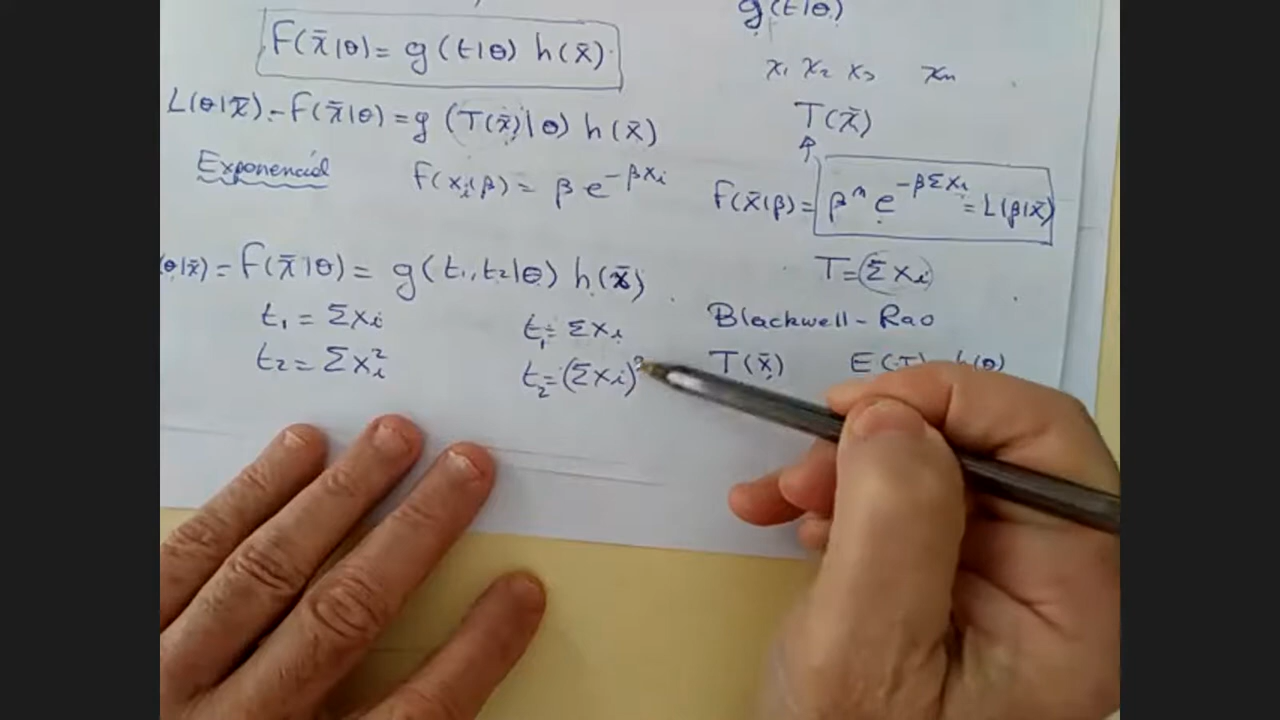 F(x̄|θ) = g(t|θ) h(x̄)
L(θ|x̄) = F(x̄|θ) = g (T(x̄)|θ) h(x̄)
Exponencial F(xᵢ|β) = β e^{-βxᵢ}
θ|x̄) = F(x̄|θ) = g(t₁, t₂|θ) h(x̄)
t₁ = Σxᵢ t₁ = Σxᵢ
t₂ = Σxᵢ² t₂ = (Σxᵢ)²
g(t|θ)
x₁ x₂ x₃ xₙ
T(x̄)
F(x̄|β) = βⁿ e^{-βΣxᵢ} = L(β|x̄)
T = Σxᵢ
Blackwell-Rao
T(x̄) E(T) h(θ)